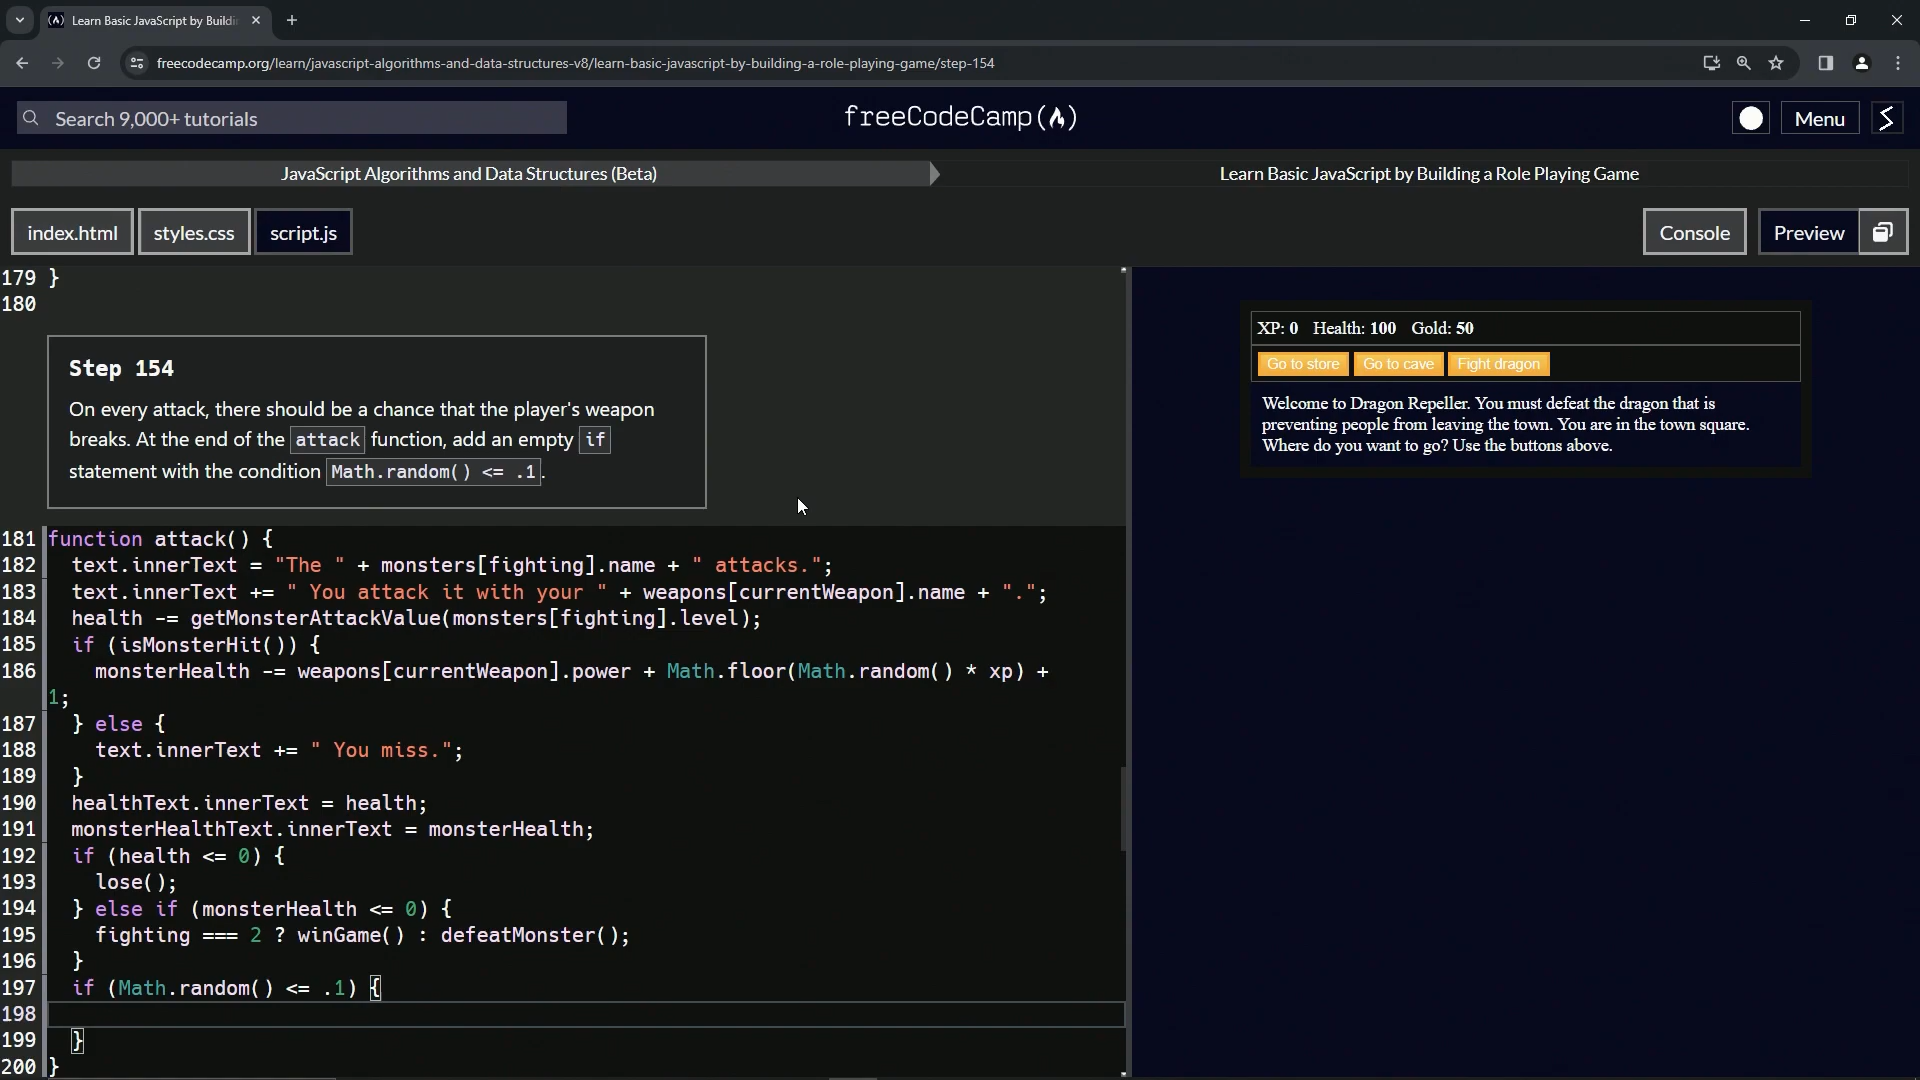 Learn Basic JavaScript by Buildi
freecodecamp.org/learn/javascript-algorithms-and-data-structures-v8/learn-basic-javascript-by-building-a-role-playing-game/step-154
Search 9,000+ tutorials
freeCodeCamp(🔥)
Menu
JavaScript Algorithms and Data Structures (Beta)
Learn Basic JavaScript by Building a Role Playing Game
index.html
styles.css
script.js
Console
Preview
179 }
180
Step 154
On every attack, there should be a chance that the player's weapon
breaks. At the end of the attack function, add an empty if
statement with the condition Math.random() <= .1.
181 function attack() {
182   text.innerText = "The " + monsters[fighting].name + " attacks.";
183   text.innerText += " You attack it with your " + weapons[currentWeapon].name + ".";
184   health -= getMonsterAttackValue(monsters[fighting].level);
185   if (isMonsterHit()) {
186     monsterHealth -= weapons[currentWeapon].power + Math.floor(Math.random() * xp) +
1;
187   } else {
188     text.innerText += " You miss.";
189   }
190   healthText.innerText = health;
191   monsterHealthText.innerText = monsterHealth;
192   if (health <= 0) {
193     lose();
194   } else if (monsterHealth <= 0) {
195     fighting === 2 ? winGame() : defeatMonster();
196   }
197   if (Math.random() <= .1) {
198
199   }
200 }
XP: 0 Health: 100 Gold: 50
Go to store
Go to cave
Fight dragon
Welcome to Dragon Repeller. You must defeat the dragon that is
preventing people from leaving the town. You are in the town square.
Where do you want to go? Use the buttons above.